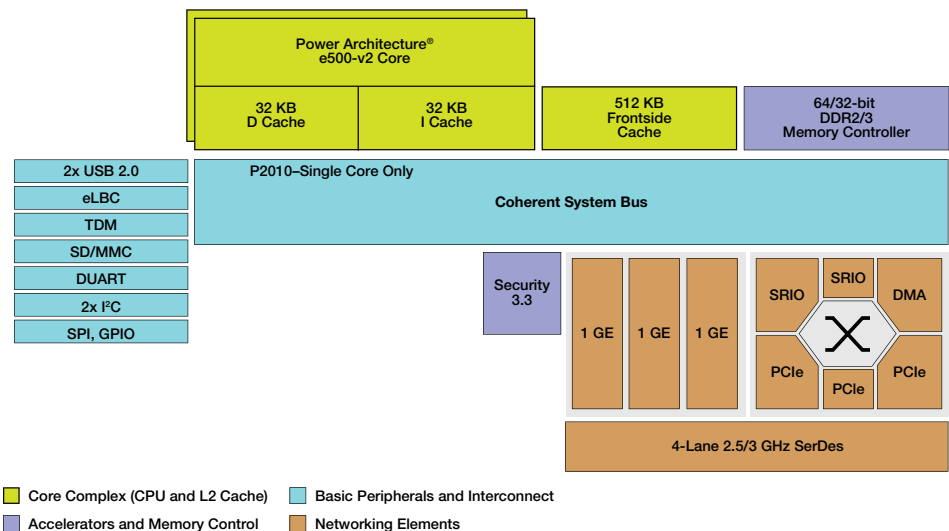 Power Architecture®
e500-v2 Core
32 KB
D Cache
32 KB
I Cache
512 KB
Frontside
Cache
64/32-bit
DDR2/3
Memory Controller
2x USB 2.0
eLBC
TDM
SD/MMC
DUART
2x I²C
SPI, GPIO
P2010–Single Core Only
Coherent System Bus
Security
3.3
1 GE
1 GE
1 GE
SRIO
SRIO
DMA
PCIe
PCIe
PCIe
4-Lane 2.5/3 GHz SerDes
Core Complex (CPU and L2 Cache)
Basic Peripherals and Interconnect
Accelerators and Memory Control
Networking Elements